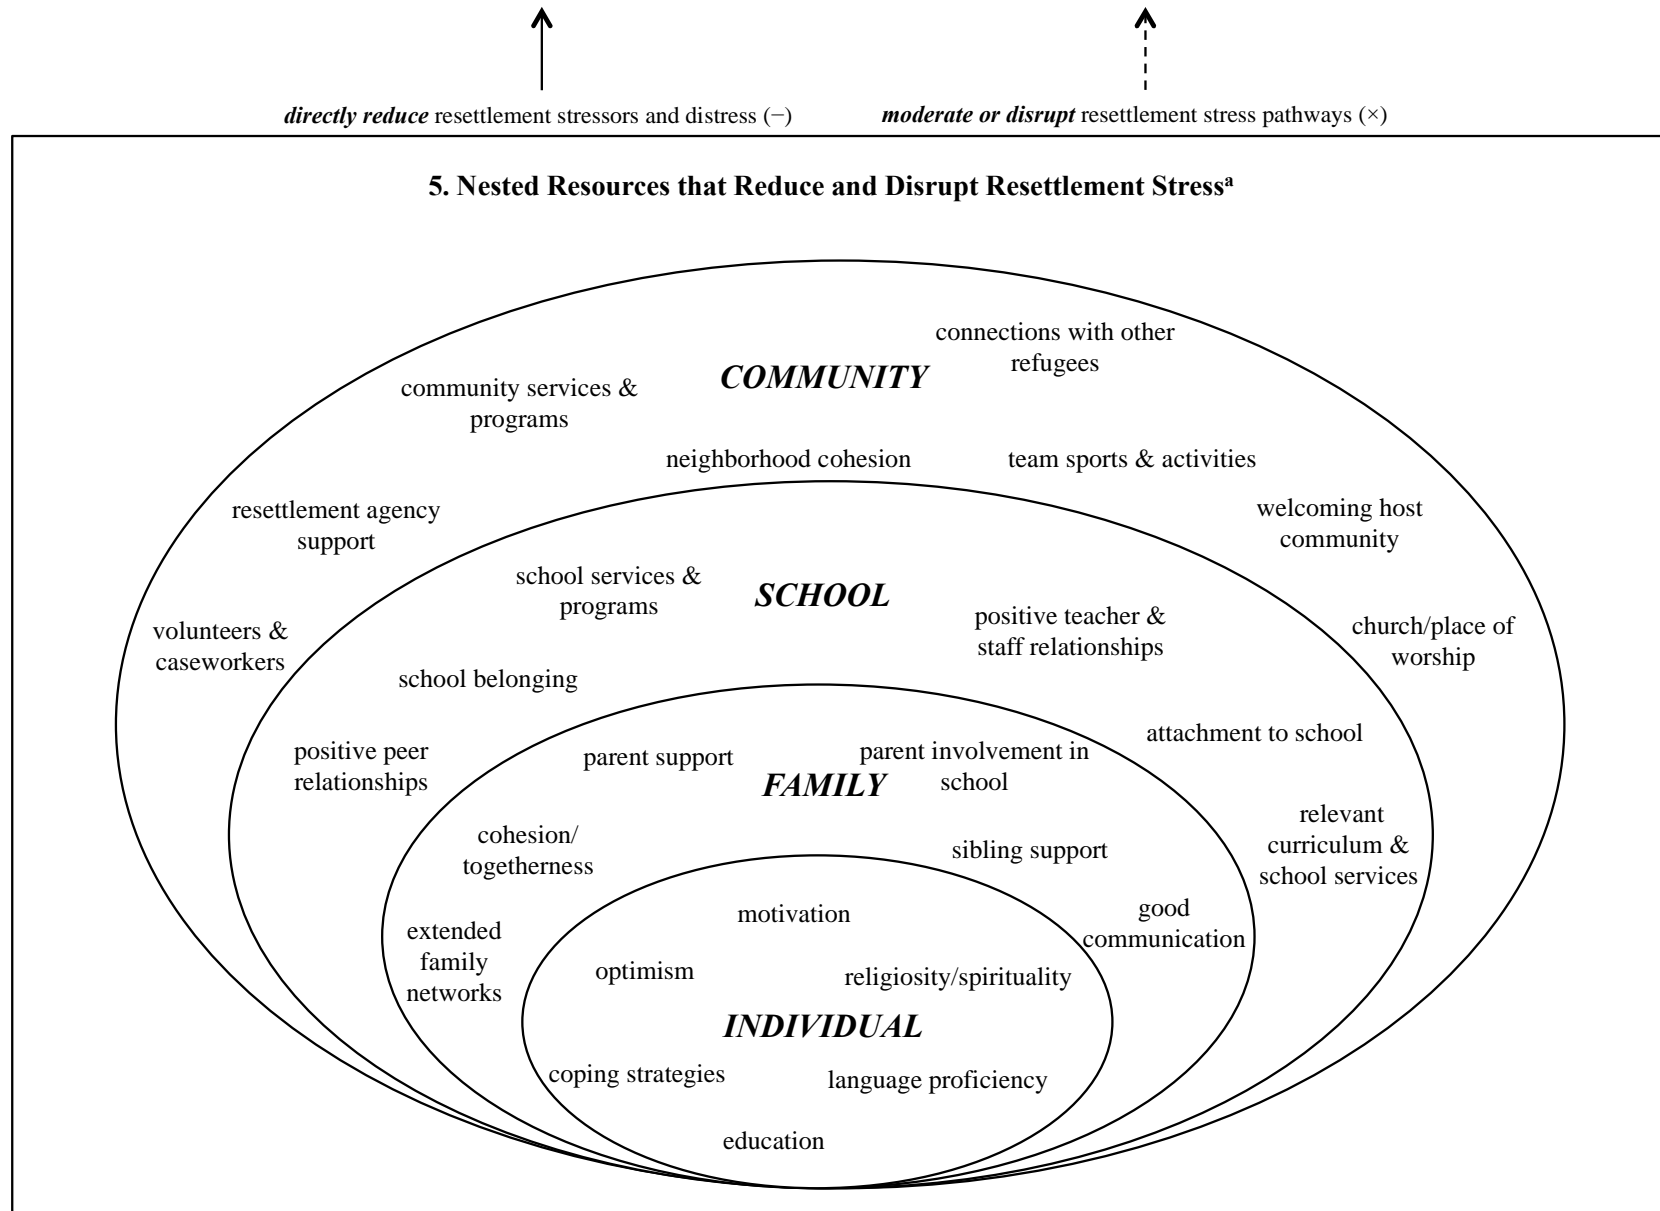 directly reduce resettlement stressors and distress (−)
moderate or disrupt resettlement stress pathways (×)
5. Nested Resources that Reduce and Disrupt Resettlement Stressᵃ
connections with other
refugees
COMMUNITY
community services &
programs
neighborhood cohesion
team sports & activities
resettlement agency
support
welcoming host
community
school services &
programs
SCHOOL
positive teacher &
staff relationships
volunteers &
caseworkers
church/place of
worship
school belonging
attachment to school
positive peer
relationships
parent support
parent involvement in
school
FAMILY
relevant
curriculum &
school services
cohesion/
togetherness
sibling support
motivation
good
communication
extended
family
networks
optimism
religiosity/spirituality
INDIVIDUAL
coping strategies
language proficiency
education